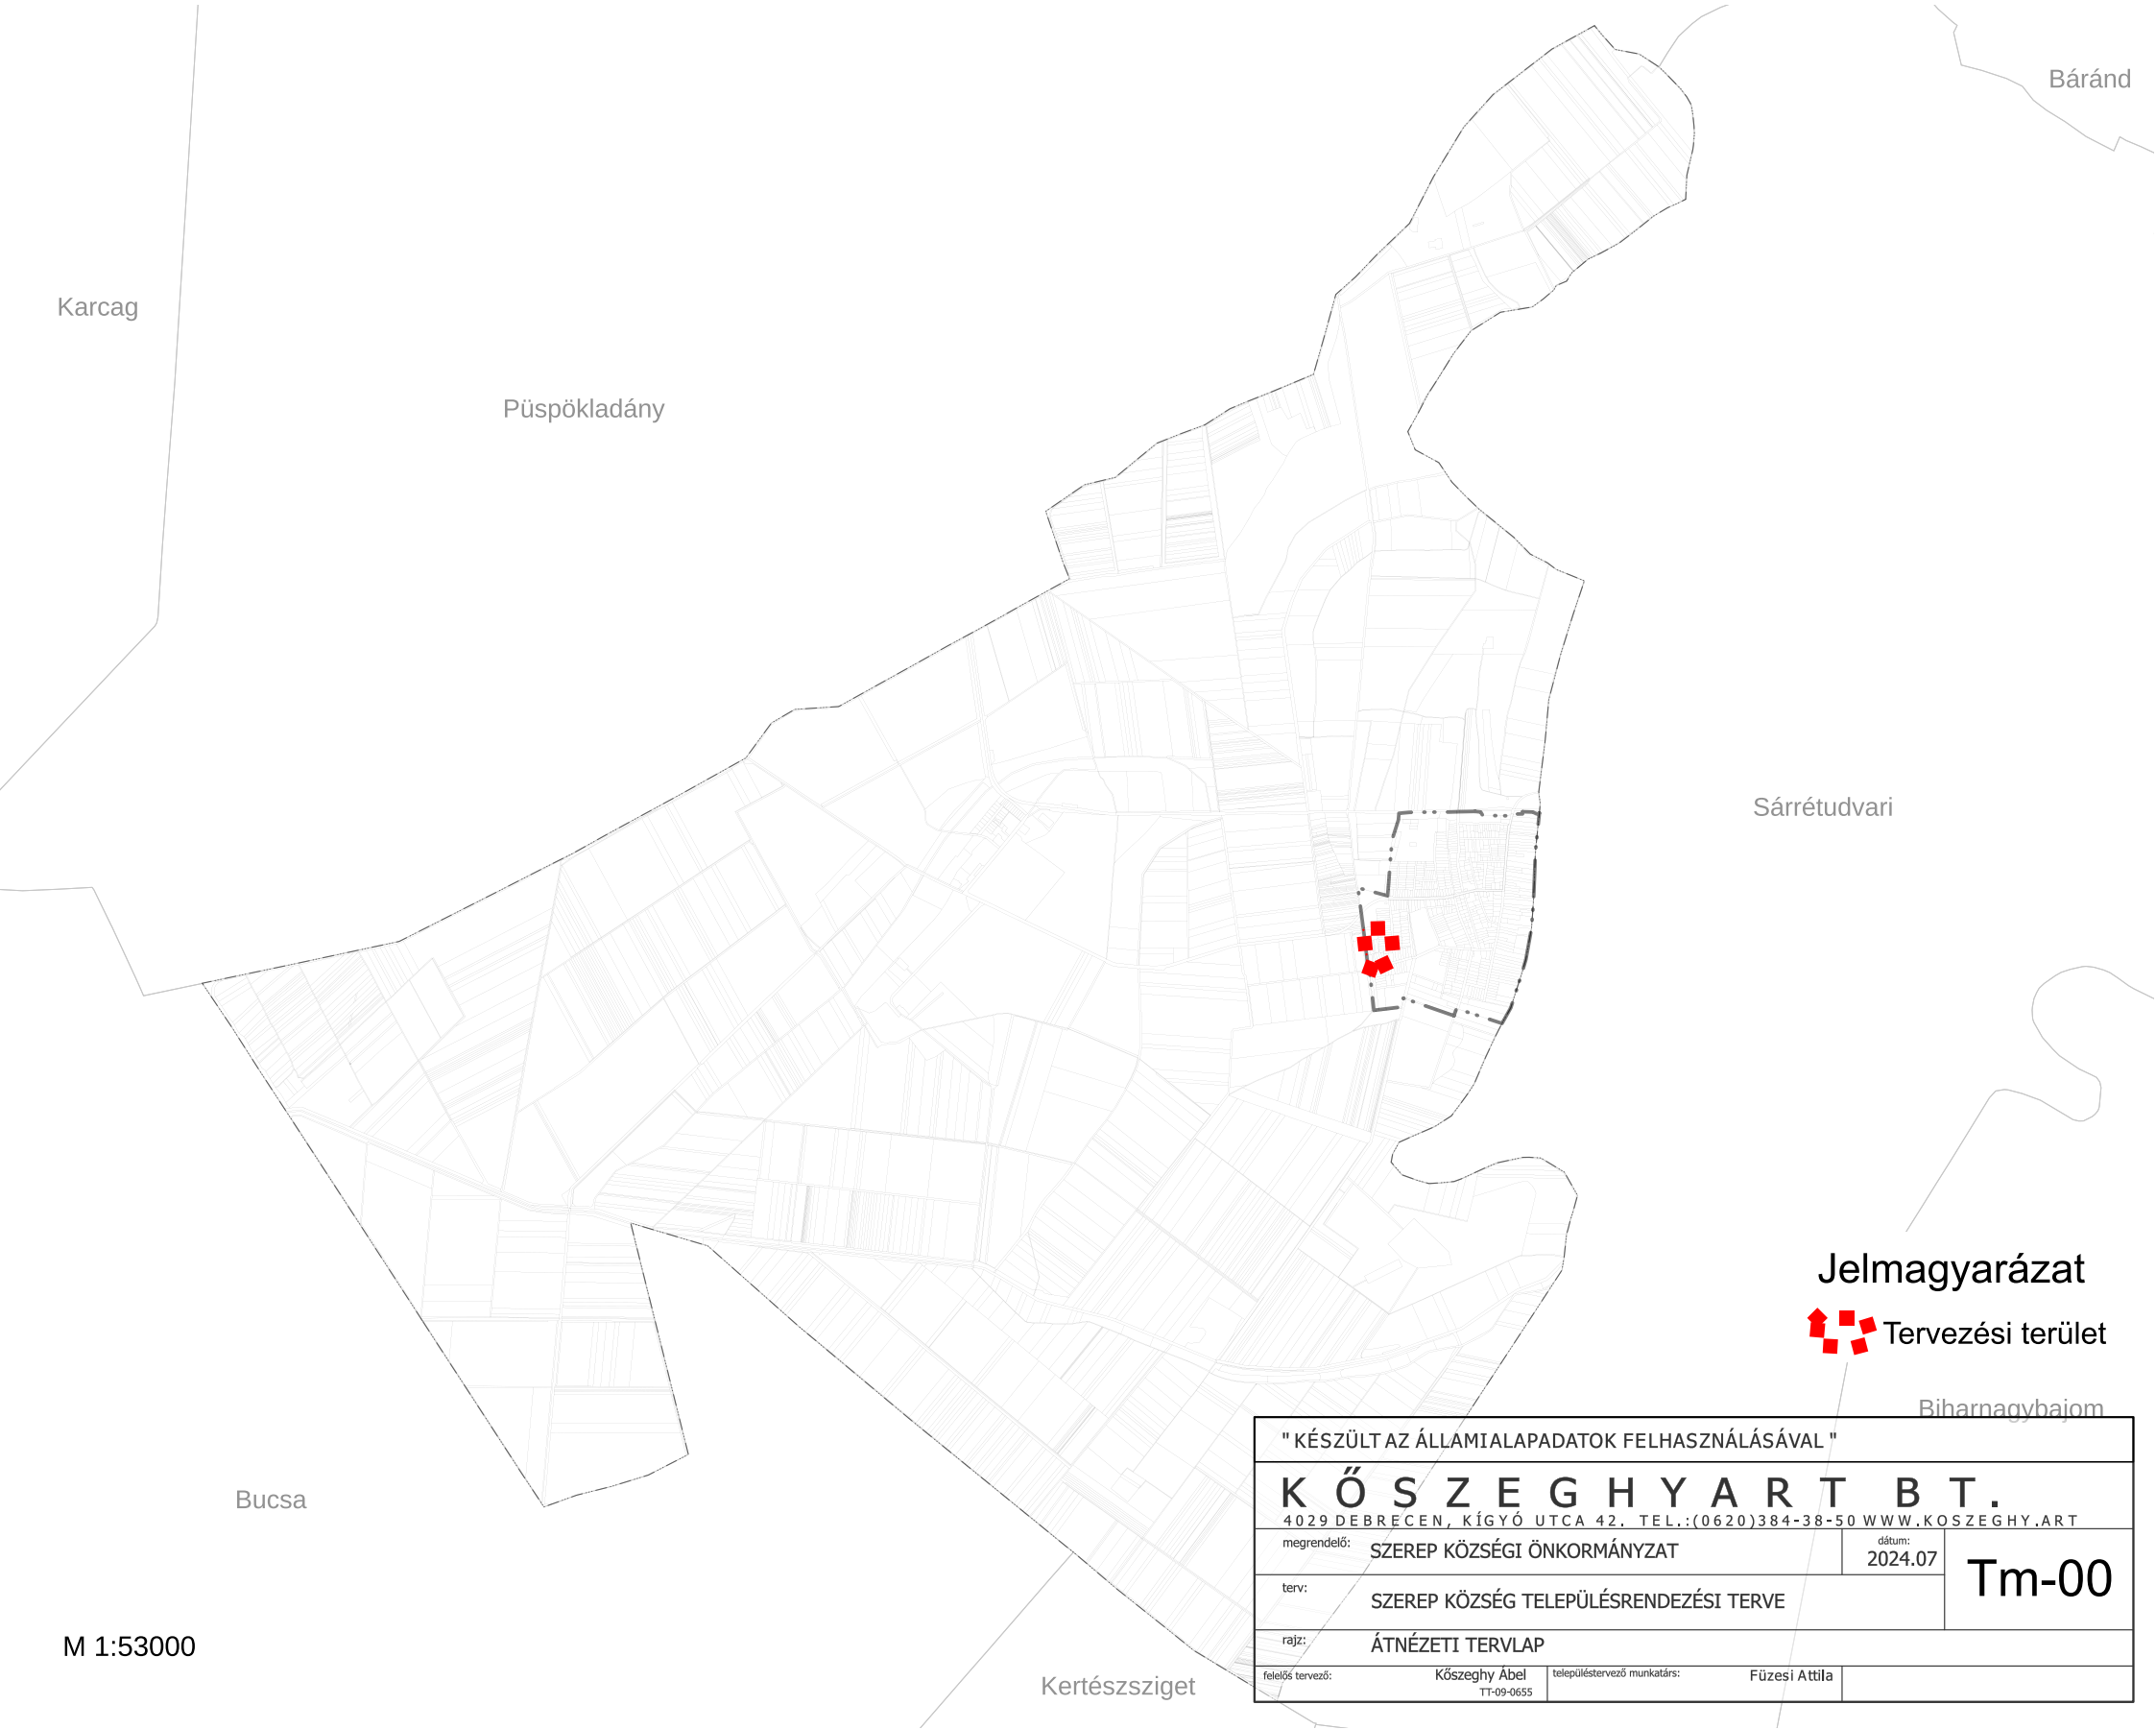 Báránd
Karcag
Püspökladány
Sárrétudvari
Jelmagyarázat
Tervezési terület
Biharnagybajom
"KÉSZÜLT AZ ÁLLAMI ALAPADATOK FELHASZNÁLÁSÁVAL"
KŐSZEGHYART BT.
4029 DEBRECEN, KÍGYÓ UTCA 42. TEL.:(0620)384-38-50 WWW.KOSZEGHY.ART
megrendelő: SZEREP KÖZSÉGI ÖNKORMÁNYZAT
dátum:
2024.07
Tm-00
terv: SZEREP KÖZSÉG TELEPÜLÉSRENDEZÉSI TERVE
rajz: ÁTNÉZETI TERVLAP
felelős tervező: Kőszeghy Ábel
TT-09-0655
településtervező munkatárs: Füzesi Attila
Bucsa
M 1:53000
Kertészsziget